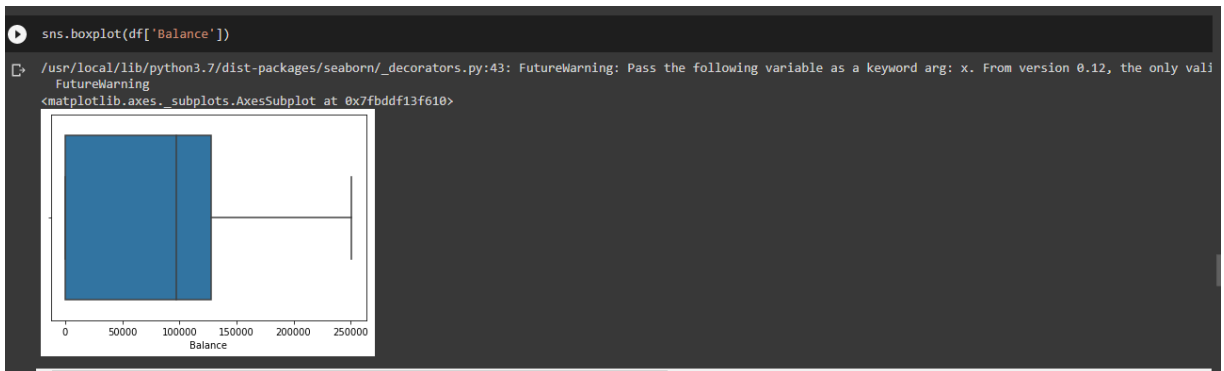 sns.boxplot(df['Balance'])
/usr/local/lib/python3.7/dist-packages/seaborn/_decorators.py:43: FutureWarning: Pass the following variable as a keyword arg: x. From version 0.12, the only vali
FutureWarning
<matplotlib.axes._subplots.AxesSubplot at 0x7fbddf13f610>
0 50000 100000 150000 200000 250000
Balance